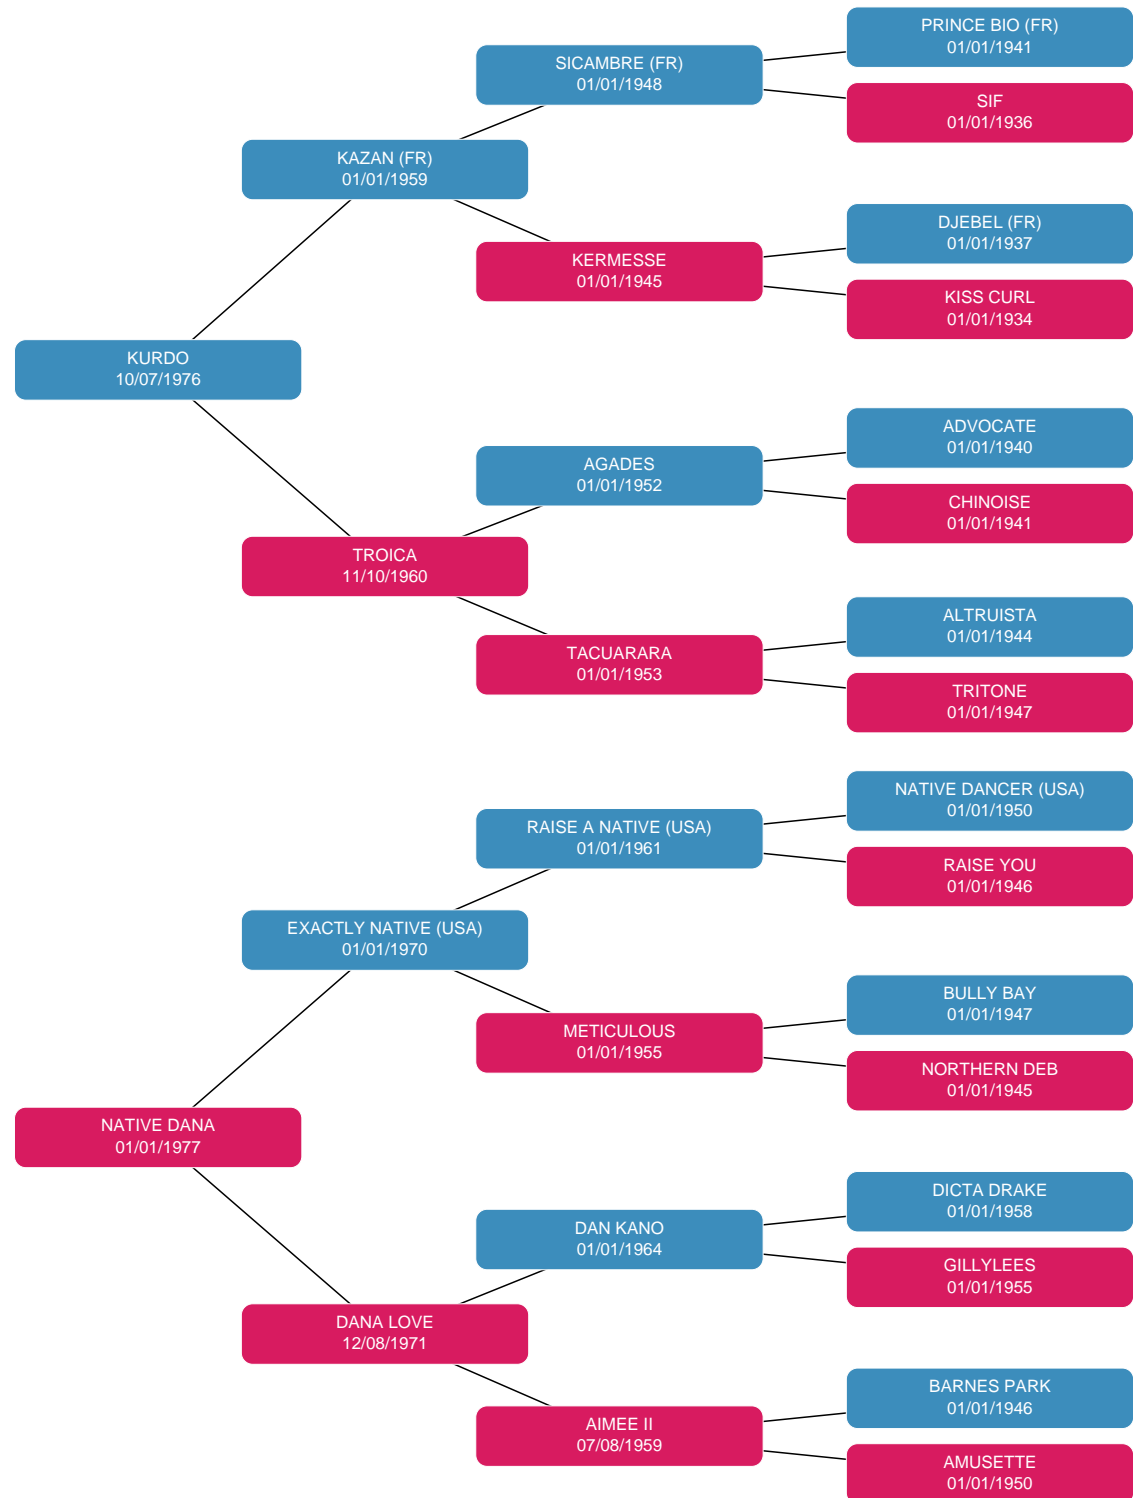 PRINCE BIO (FR)
01/01/1941
SICAMBRE (FR)
01/01/1948
SIF
01/01/1936
KAZAN (FR)
01/01/1959
DJEBEL (FR)
01/01/1937
KERMESSE
01/01/1945
KISS CURL
01/01/1934
KURDO
10/07/1976
ADVOCATE
01/01/1940
AGADES
01/01/1952
CHINOISE
01/01/1941
TROICA
11/10/1960
ALTRUISTA
01/01/1944
TACUARARA
01/01/1953
TRITONE
01/01/1947
NATIVE DANCER (USA)
01/01/1950
RAISE A NATIVE (USA)
01/01/1961
RAISE YOU
01/01/1946
EXACTLY NATIVE (USA)
01/01/1970
BULLY BAY
01/01/1947
METICULOUS
01/01/1955
NORTHERN DEB
01/01/1945
NATIVE DANA
01/01/1977
DICTA DRAKE
01/01/1958
DAN KANO
01/01/1964
GILLYLEES
01/01/1955
DANA LOVE
12/08/1971
BARNES PARK
01/01/1946
AIMEE II
07/08/1959
AMUSETTE
01/01/1950